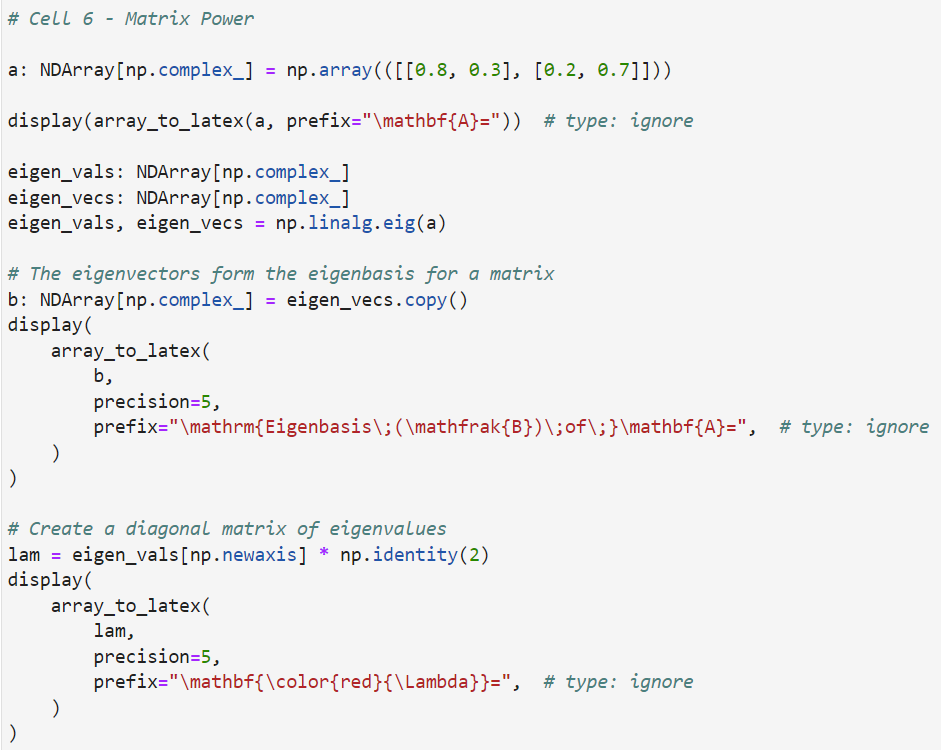 # Cell 6 - Matrix Power
a: NDArray[np.complex_] = np.array(([[0.8, 0.3], [0.2, 0.7]]))
display(array_to_latex(a, prefix="\mathbf{A}="))  # type: ignore
eigen_vals: NDArray[np.complex_]
eigen_vecs: NDArray[np.complex_]
eigen_vals, eigen_vecs = np.linalg.eig(a)
# The eigenvectors form the eigenbasis for a matrix
b: NDArray[np.complex_] = eigen_vecs.copy()
display(
    array_to_latex(
        b,
        precision=5,
        prefix="\mathrm{Eigenbasis\;(\mathfrak{B})\;of\;}\mathbf{A}=",  # type: ignore
    )
)
# Create a diagonal matrix of eigenvalues
lam = eigen_vals[np.newaxis] * np.identity(2)
display(
    array_to_latex(
        lam,
        precision=5,
        prefix="\mathbf{\color{red}{\Lambda}}=",  # type: ignore
    )
)